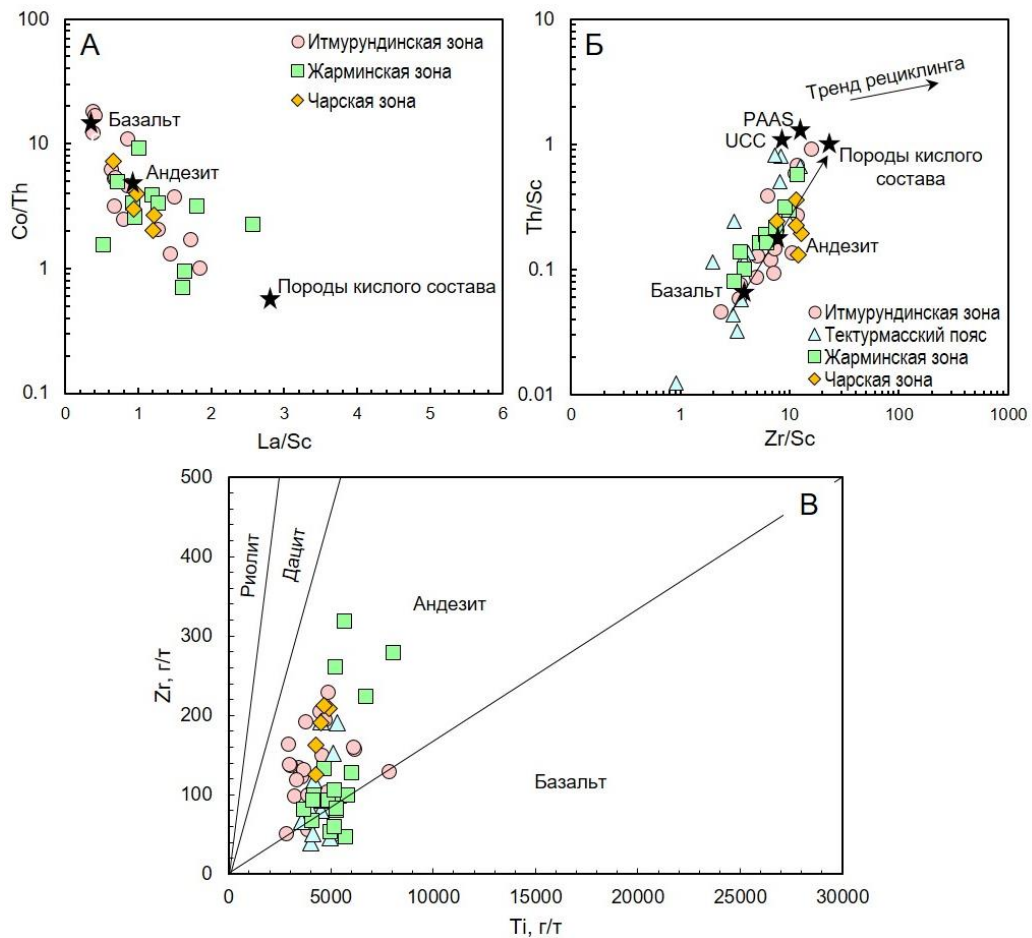 А
100
10
1
0.1
Co/Th
Итмурундинская зона
Жарминская зона
Чарская зона
Базальт
Андезит
Породы кислого состава
0
1
2
3
4
5
6
La/Sc
Б
10
1
0.1
0.01
Th/Sc
Тренд рециклинга
PAAS
UCC
Породы кислого
состава
Андезит
Базальт
Итмурундинская зона
Тектурмасский пояс
Жарминская зона
Чарская зона
0
1
10
100
1000
Zr/Sc
В
500
400
300
200
100
0
Zr, г/т
Риолит
Дацит
Андезит
Базальт
0
5000
10000
15000
20000
25000
30000
Ti, г/т